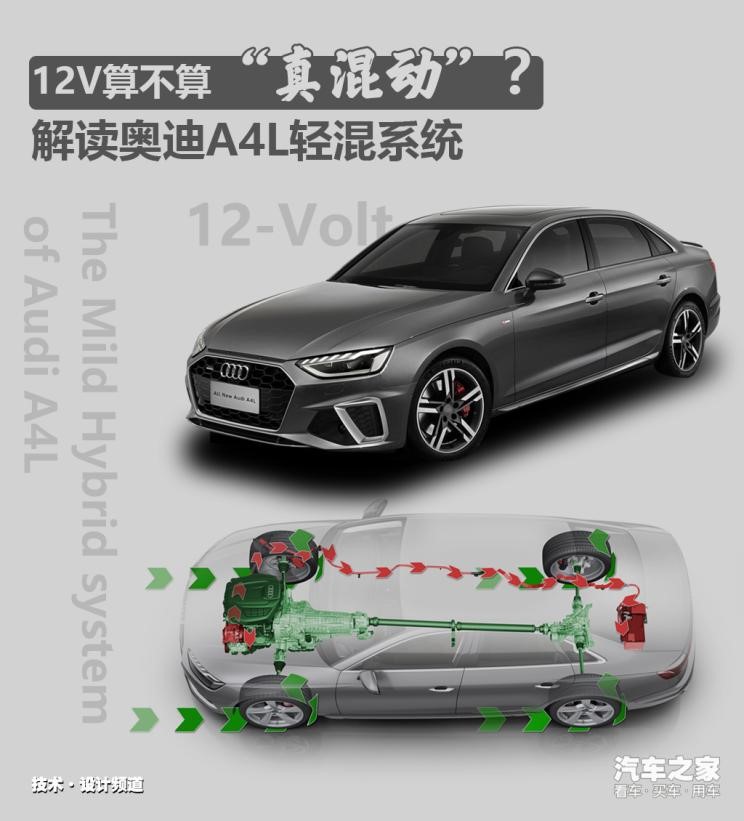 12V算不算“真混动”？
解读奥迪A4L轻混系统
12-Volt
The Mild Hybrid system
of Audi A4L
All New Audi A4L
技术·设计频道
汽车之家
看车·买车·用车